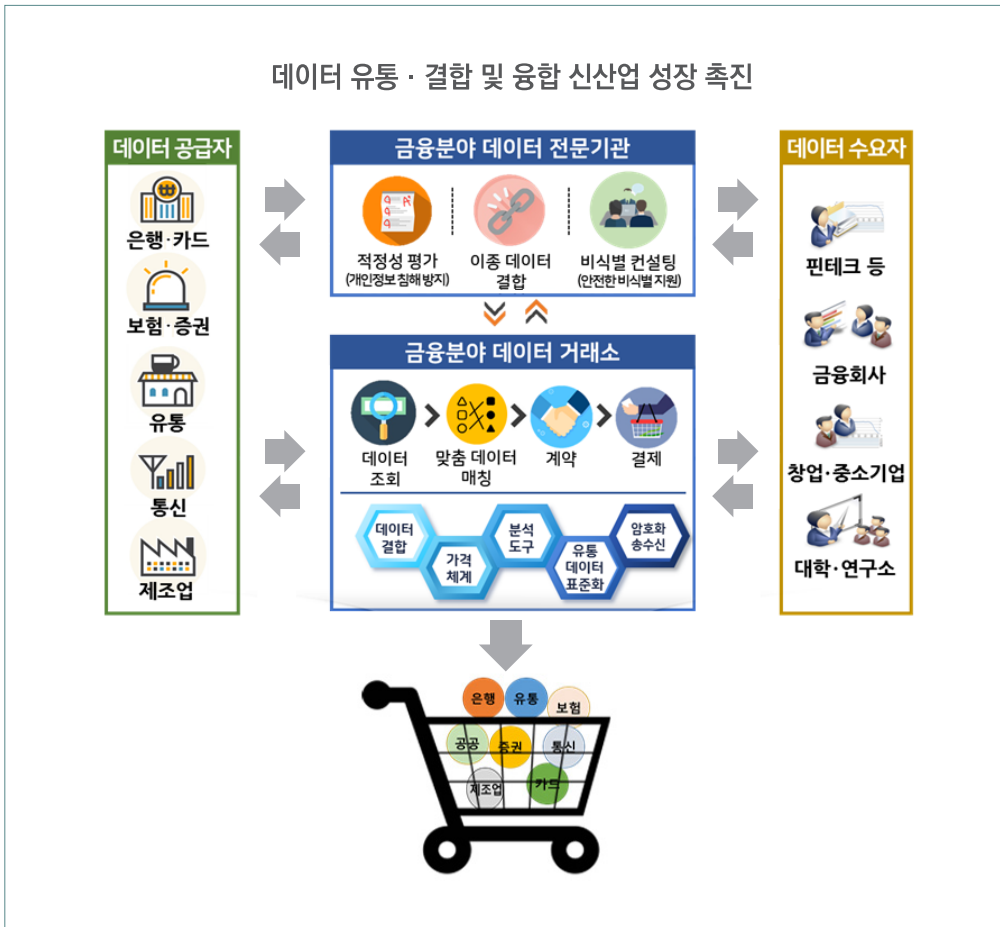 데이터 유통 · 결합 및 융합 신산업 성장 촉진
데이터 공급자
은행·카드
보험·증권
유통
통신
제조업
금융분야 데이터 전문기관
적정성 평가
(개인정보 침해 방지)
이종 데이터
결합
비식별 컨설팅
(안전한 비식별 지원)
금융분야 데이터 거래소
데이터
조회
맞춤 데이터
매칭
계약
결제
데이터
결합
가격
체계
분석
도구
유통
데이터
표준화
암호화
송수신
데이터 수요자
핀테크 등
금융회사
창업·중소기업
대학·연구소
은행
유통
보험
공공
증권
통신
제조업
카드